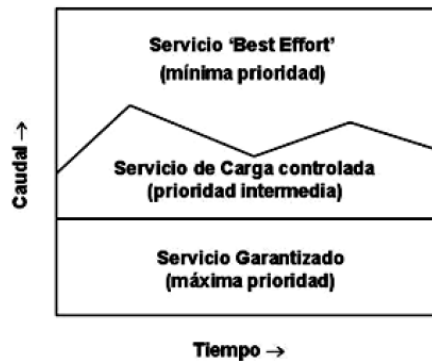 Servicio ‘Best Effort’
(mínima prioridad)
Servicio de Carga controlada
(prioridad intermedia)
Servicio Garantizado
(máxima prioridad)
Caudal →
Tiempo →